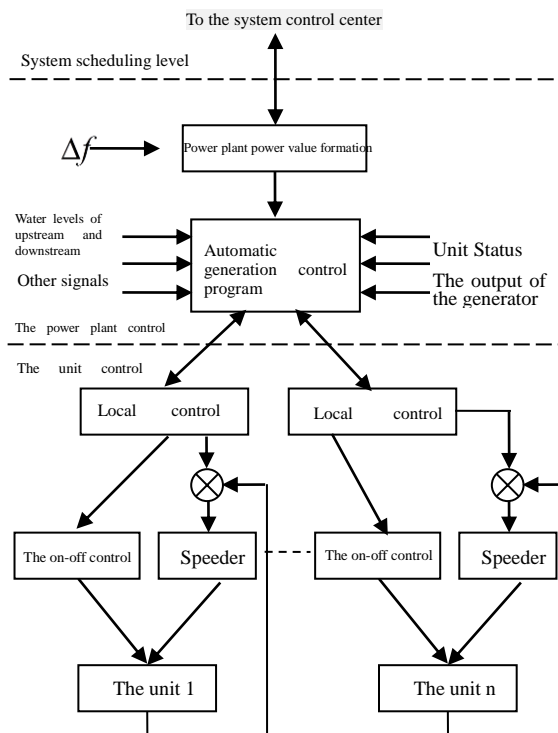 To the system control center
System scheduling level
Δf
Power plant power value formation
Water levels of
upstream and
downstream
Other signals
Automatic
generation control
program
Unit Status
The output of
the generator
The power plant control
The unit control
Local control
Local control
The on-off control
Speeder
The on-off control
Speeder
The unit 1
The unit n